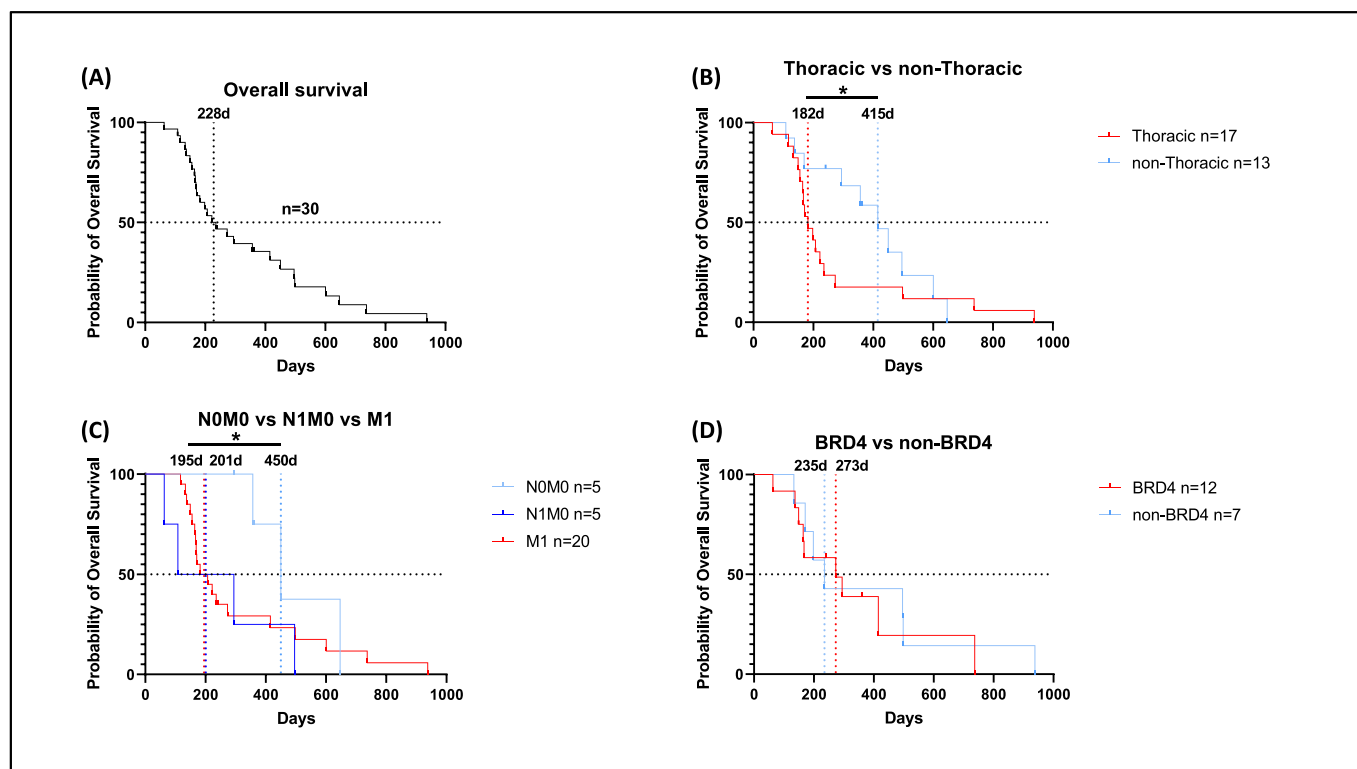 (A)
Overall survival
228d
n=30
Probability of Overall Survival
100
50
0
0 200 400 600 800 1000
Days
(B)
Thoracic vs non-Thoracic
*
182d 415d
Probability of Overall Survival
100
50
0
0 200 400 600 800 1000
Days
Thoracic n=17
non-Thoracic n=13
(C)
N0M0 vs N1M0 vs M1
*
195d 201d 450d
Probability of Overall Survival
100
50
0
0 200 400 600 800 1000
Days
N0M0 n=5
N1M0 n=5
M1 n=20
(D)
BRD4 vs non-BRD4
235d 273d
Probability of Overall Survival
100
50
0
0 200 400 600 800 1000
Days
BRD4 n=12
non-BRD4 n=7